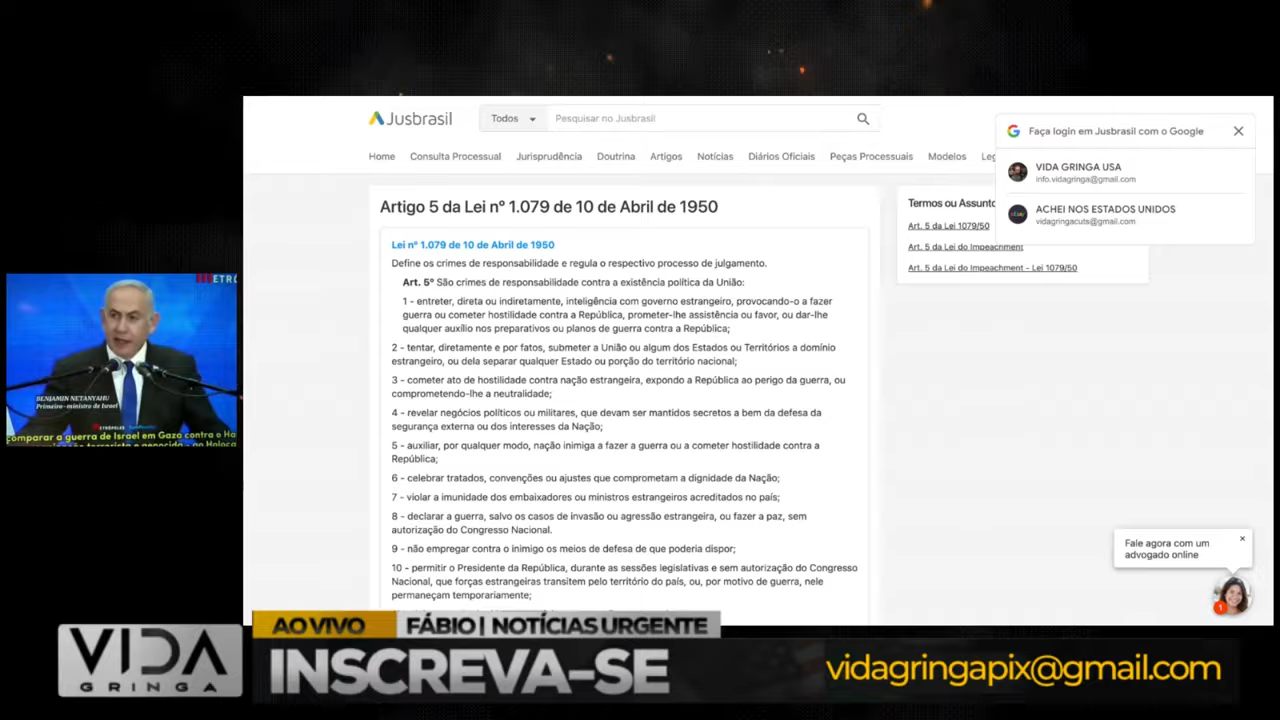 Jusbrasil
Todos
Pesquisar no Jusbrasil
Home
Consulta Processual
Jurisprudência
Doutrina
Artigos
Notícias
Diários Oficiais
Peças Processuais
Modelos
Leg
Faça login em Jusbrasil com o Google
VIDA GRINGA USA
info.vidagringa@gmail.com
ACHEI NOS ESTADOS UNIDOS
vidagringacuts@gmail.com
Artigo 5 da Lei nº 1.079 de 10 de Abril de 1950
Lei nº 1.079 de 10 de Abril de 1950
Define os crimes de responsabilidade e regula o respectivo processo de julgamento.
Art. 5º São crimes de responsabilidade contra a existência política da União:
1 - entreter, direta ou indiretamente, inteligência com governo estrangeiro, provocando-o a fazer
guerra ou cometer hostilidade contra a República, prometer-lhe assistência ou favor, ou dar-lhe
qualquer auxílio nos preparativos ou planos de guerra contra a República;
2 - tentar, diretamente e por fatos, submeter a União ou algum dos Estados ou Territórios a domínio
estrangeiro, ou dela separar qualquer Estado ou porção do território nacional;
3 - cometer ato de hostilidade contra nação estrangeira, expondo a República ao perigo da guerra, ou
comprometendo-lhe a neutralidade;
4 - revelar negócios políticos ou militares, que devam ser mantidos secretos a bem da defesa da
segurança externa ou dos interesses da Nação;
5 - auxiliar, por qualquer modo, nação inimiga a fazer a guerra ou a cometer hostilidade contra a
República;
6 - celebrar tratados, convenções ou ajustes que comprometam a dignidade da Nação;
7 - violar a imunidade dos embaixadores ou ministros estrangeiros acreditados no país;
8 - declarar a guerra, salvo os casos de invasão ou agressão estrangeira, ou fazer a paz, sem
autorização do Congresso Nacional.
9 - não empregar contra o inimigo os meios de defesa de que poderia dispor;
10 - permitir o Presidente da República, durante as sessões legislativas e sem autorização do Congresso
Nacional, que forças estrangeiras transitem pelo território do país, ou, por motivo de guerra, nele
permaneçam temporariamente;
Termos ou Assunto
Art. 5 da Lei 1079/50
Art. 5 da Lei do Impeachment
Art. 5 da Lei do Impeachment - Lei 1079/50
METRÓ
BENJAMIN NETANYAHU
Primeiro-ministro de Israel
METRÓPOLES
comparar a guerra de Israel em Gaza contra o Ha
Fale agora com um
advogado online
1
AO VIVO
FÁBIO | NOTÍCIAS URGENTE
VIDA
GRINGA
INSCREVA-SE
vidagringapix@gmail.com